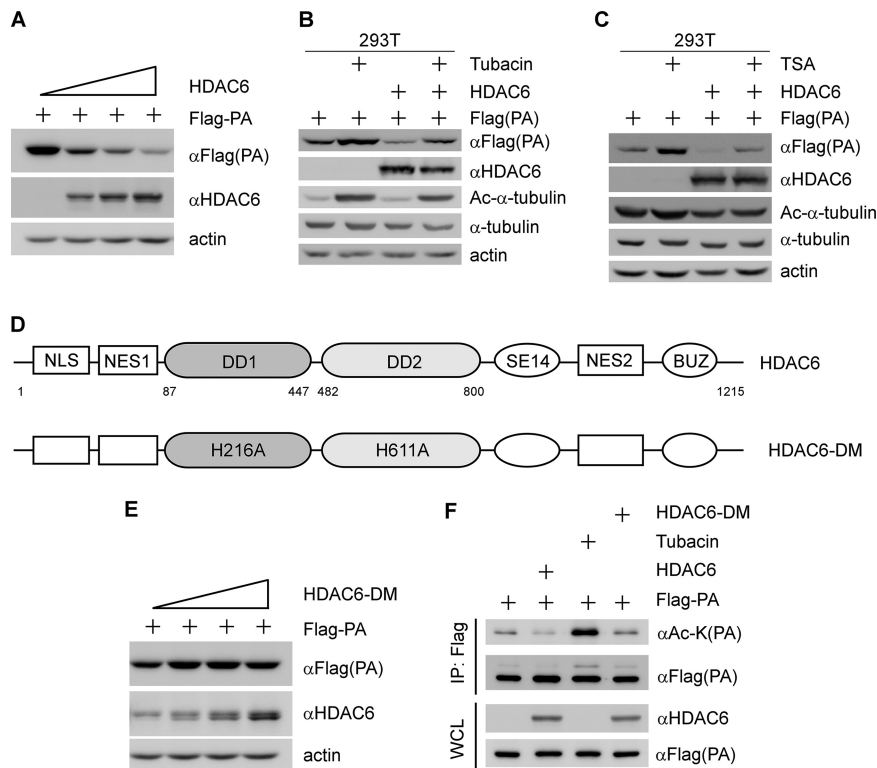 A
HDAC6
+ + + + Flag-PA
αFlag(PA)
αHDAC6
actin
B
293T
+ + Tubacin
+ + HDAC6
+ + + + Flag(PA)
αFlag(PA)
αHDAC6
Ac-α-tubulin
α-tubulin
actin
C
293T
+ + TSA
+ + HDAC6
+ + + + Flag(PA)
αFlag(PA)
αHDAC6
Ac-α-tubulin
α-tubulin
actin
D
NLS NES1 DD1 DD2 SE14 NES2 BUZ HDAC6
1 87 447 482 800 1215
H216A H611A HDAC6-DM
E
HDAC6-DM
+ + + + Flag-PA
αFlag(PA)
αHDAC6
actin
F
+ HDAC6-DM
+ Tubacin
+ HDAC6
+ + + + Flag-PA
IP: Flag
αAc-K(PA)
αFlag(PA)
WCL
αHDAC6
αFlag(PA)